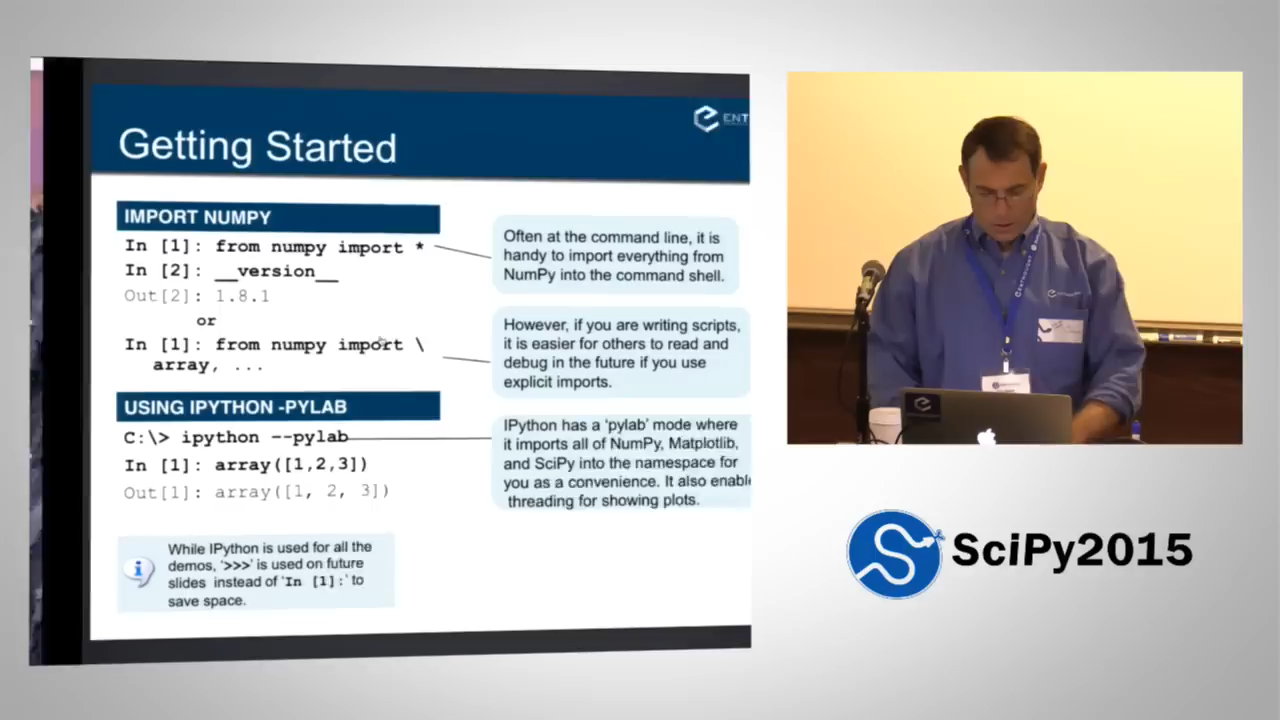 Getting Started
ENT
IMPORT NUMPY
In [1]: from numpy import *
In [2]: __version__
Out[2]: 1.8.1
or
In [1]: from numpy import \
array, ...
Often at the command line, it is
handy to import everything from
NumPy into the command shell.
However, if you are writing scripts,
it is easier for others to read and
debug in the future if you use
explicit imports.
USING IPYTHON -PYLAB
C:\> ipython --pylab
In [1]: array([1,2,3])
Out[1]: array([1, 2, 3])
IPython has a 'pylab' mode where
it imports all of NumPy, Matplotlib,
and SciPy into the namespace for
you as a convenience. It also enabl
threading for showing plots.
While IPython is used for all the
demos, '>>>' is used on future
slides instead of 'In [1]:' to
save space.
ENTHOUGHT
SciPy2015